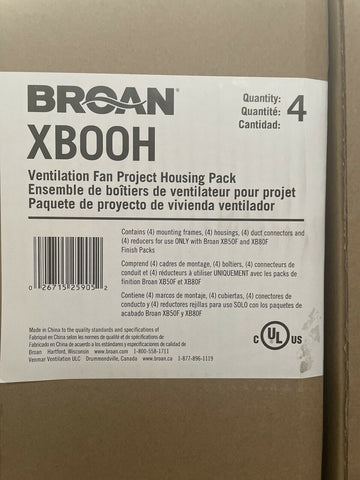 BROAN®
Quantity:
Quantité: 4
Cantidad:
XB00H
Ventilation Fan Project Housing Pack
Ensemble de boîtiers de ventilateur pour projet
Paquete de proyecto de vivienda ventilador
Contains (4) mounting frames, (4) housings, (4) duct connectors and
(4) reducers for use ONLY with Broan XB50F and XB80F
Finish Packs
Comprend (4) cadres de montage, (4) boîtiers, (4) connecteurs de
conduit et (4) réducteurs à utiliser UNIQUEMENT avec les packs de
finition Broan XB50F et XB80F
Contiene (4) marcos de montaje, (4) cubiertas, (4) conectores de
conducto y (4) reductores rejillas para uso SOLO con los paquetes de
acabado Broan XB50F y XB80F
0 26715 25905 2
Made in China to the quality standards and specifications of
Fabriqué en China selon les normes de qualité et de spécificités de
Fabricado en China de acuerdo a los estándares y especificaciones de calidad de
Broan Hartford, Wisconsin www.broan.com 1-800-558-1711
Venmar Ventilation ULC Drummondville, Canada www.broan.ca 1-877-896-1119
C UL US